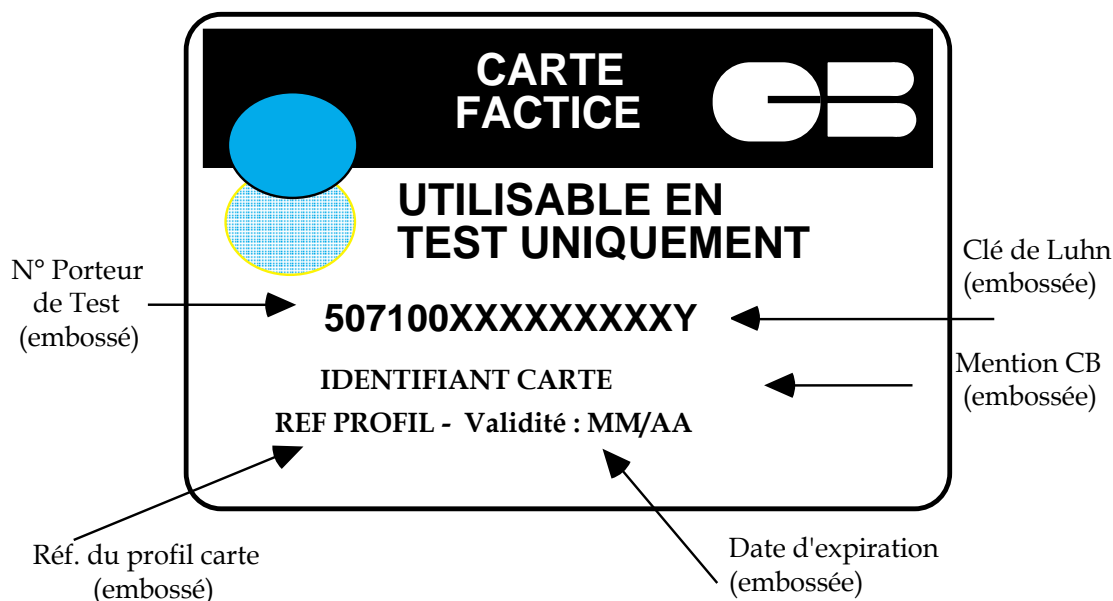 CARTE
FACTICE
CB
UTILISABLE EN
TEST UNIQUEMENT
N° Porteur
de Test
(embossé)
507100XXXXXXXXXY
Clé de Luhn
(embossée)
IDENTIFIANT CARTE
Mention CB
(embossée)
REF PROFIL - Validité : MM/AA
Réf. du profil carte
(embossé)
Date d'expiration
(embossée)